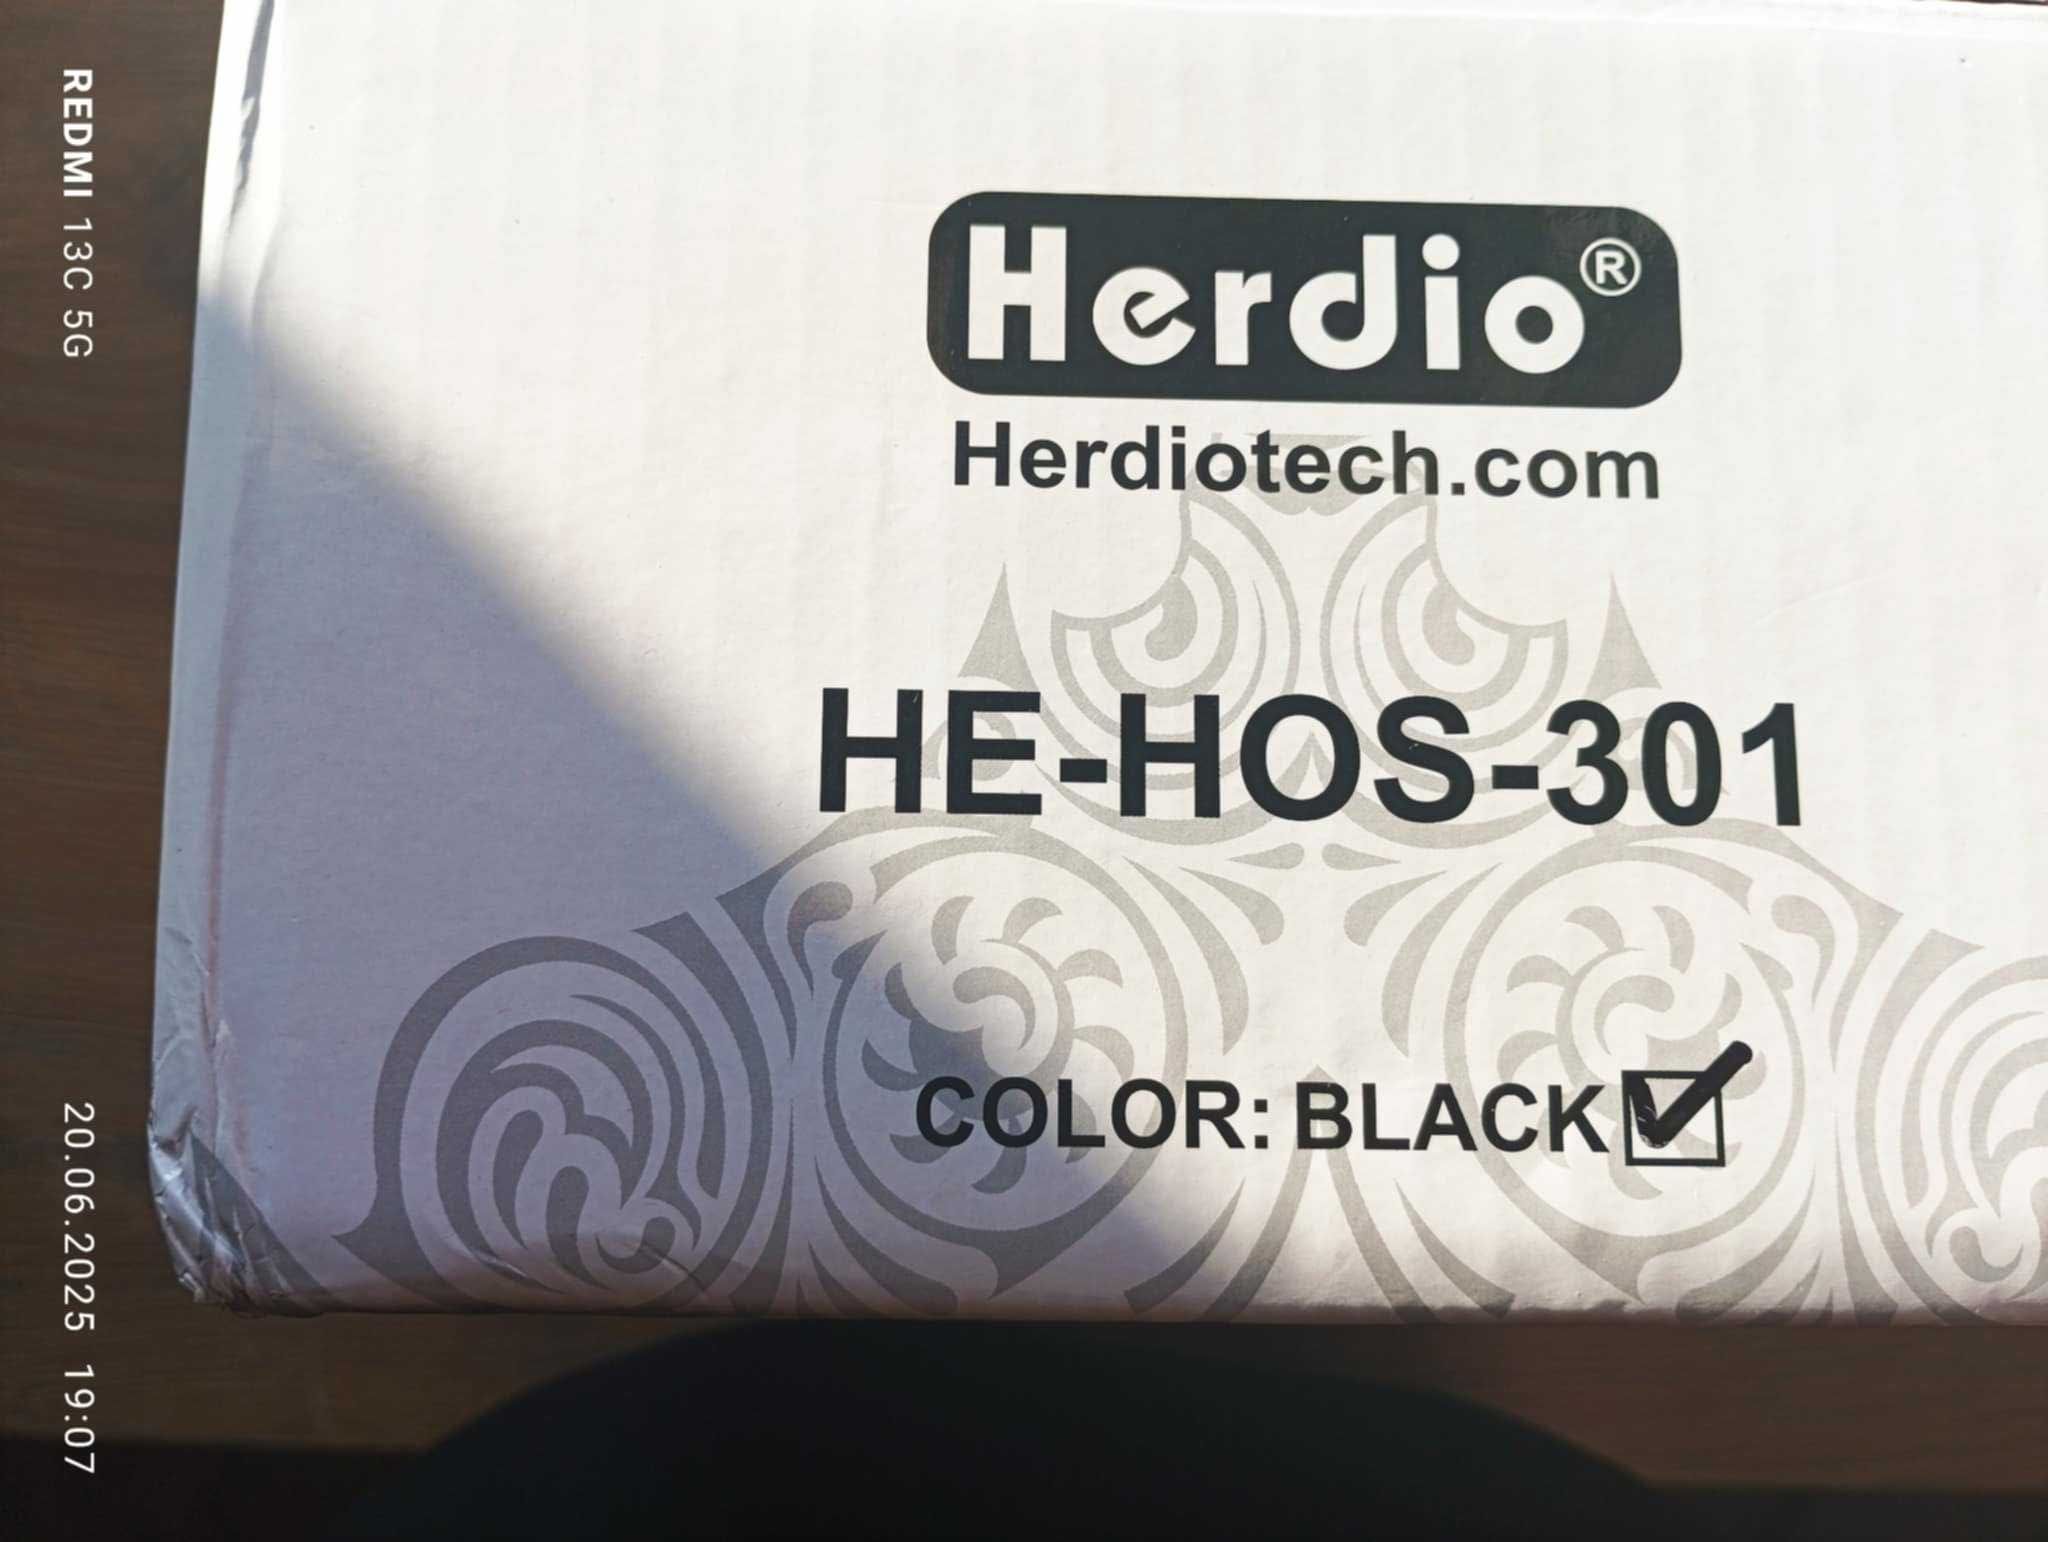 Herdio®
Herdiotech.com
HE-HOS-301
COLOR: BLACK
REDMI 13C 5G
20.06.2025 19:07